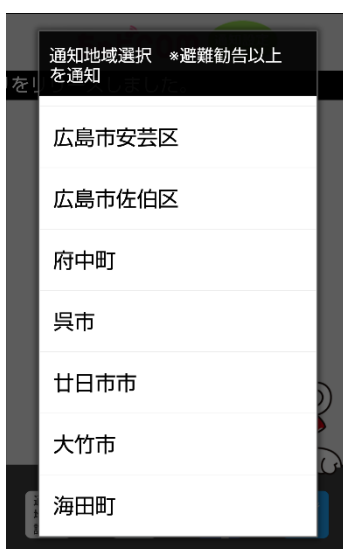 通知地域選択　※避難勧告以上
を通知
広島市安芸区
広島市佐伯区
府中町
呉市
廿日市市
大竹市
海田町